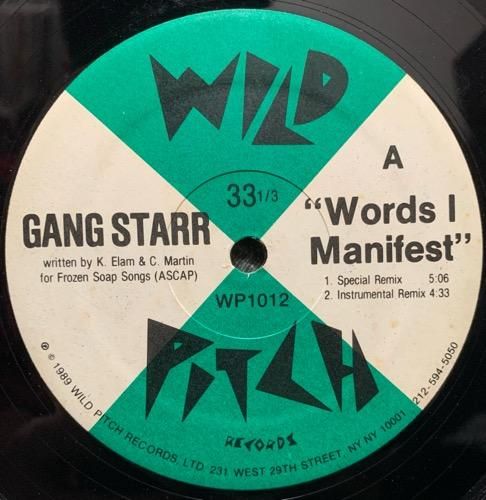 WILD
A
33 1/3
GANG STARR
written by K. Elam & C. Martin
for Frozen Soap Songs (ASCAP)
"Words I
Manifest"
1. Special Remix 5:06
2. Instrumental Remix 4:33
WP1012
PITCH
RECORDS
℗ © 1989 WILD PITCH RECORDS, LTD. 231 WEST 29TH STREET, NY, NY 10001 212-594-5050